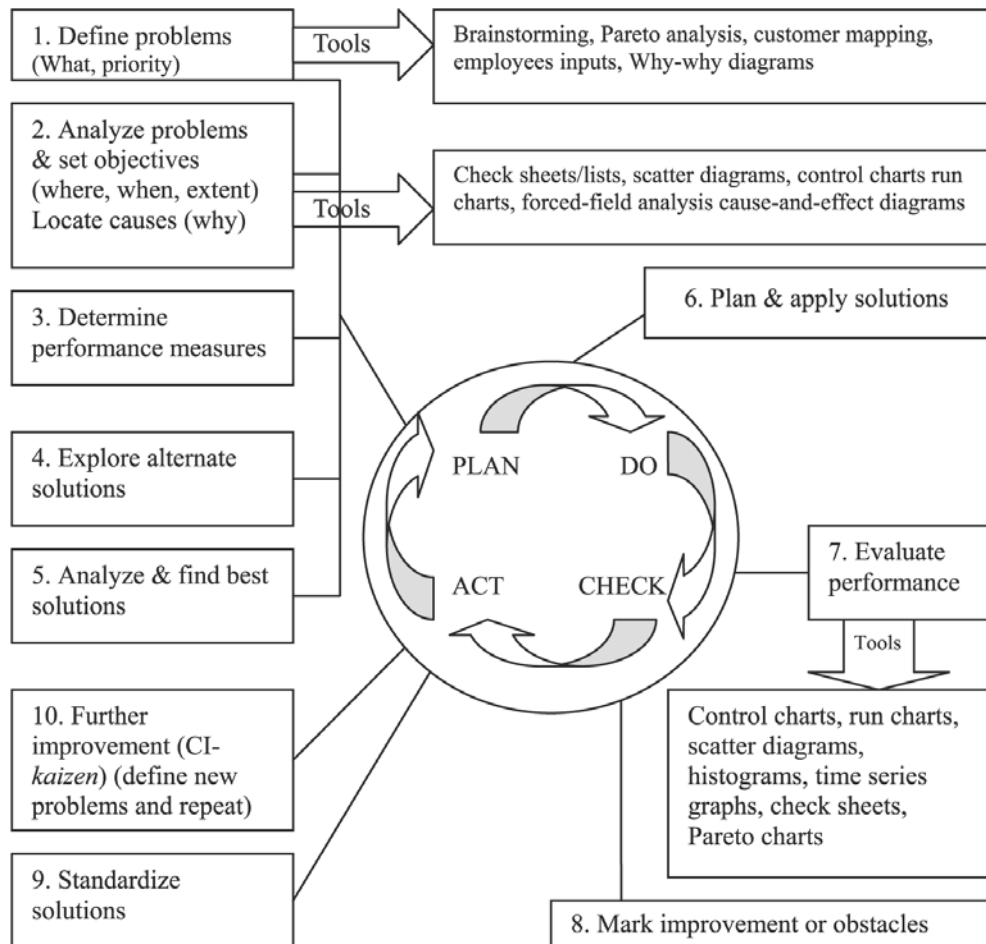 1. Define problems
(What, priority)
Tools
Brainstorming, Pareto analysis, customer mapping,
employees inputs, Why-why diagrams
2. Analyze problems
& set objectives
(where, when, extent)
Locate causes (why)
Tools
Check sheets/lists, scatter diagrams, control charts run
charts, forced-field analysis cause-and-effect diagrams
3. Determine
performance measures
4. Explore alternate
solutions
5. Analyze & find best
solutions
6. Plan & apply solutions
PLAN
DO
ACT
CHECK
7. Evaluate
performance
Tools
Control charts, run charts,
scatter diagrams,
histograms, time series
graphs, check sheets,
Pareto charts
10. Further
improvement (CI-
kaizen) (define new
problems and repeat)
9. Standardize
solutions
8. Mark improvement or obstacles